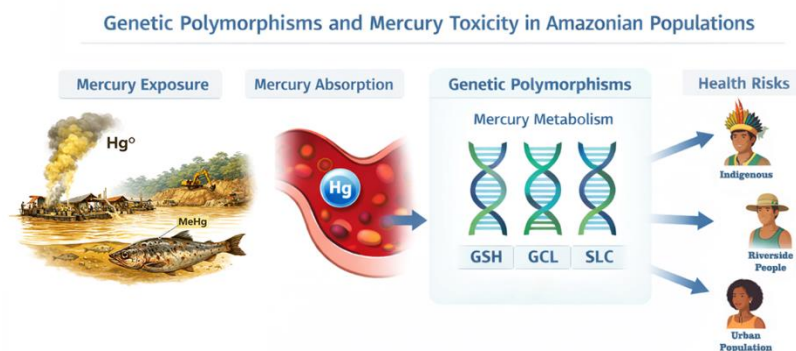 Genetic Polymorphisms and Mercury Toxicity in Amazonian Populations
Mercury Exposure
Hg⁰
MeHg
Mercury Absorption
Hg
Genetic Polymorphisms
Mercury Metabolism
GSH
GCL
SLC
Health Risks
Indigenous
Riverside
People
Urban
Population